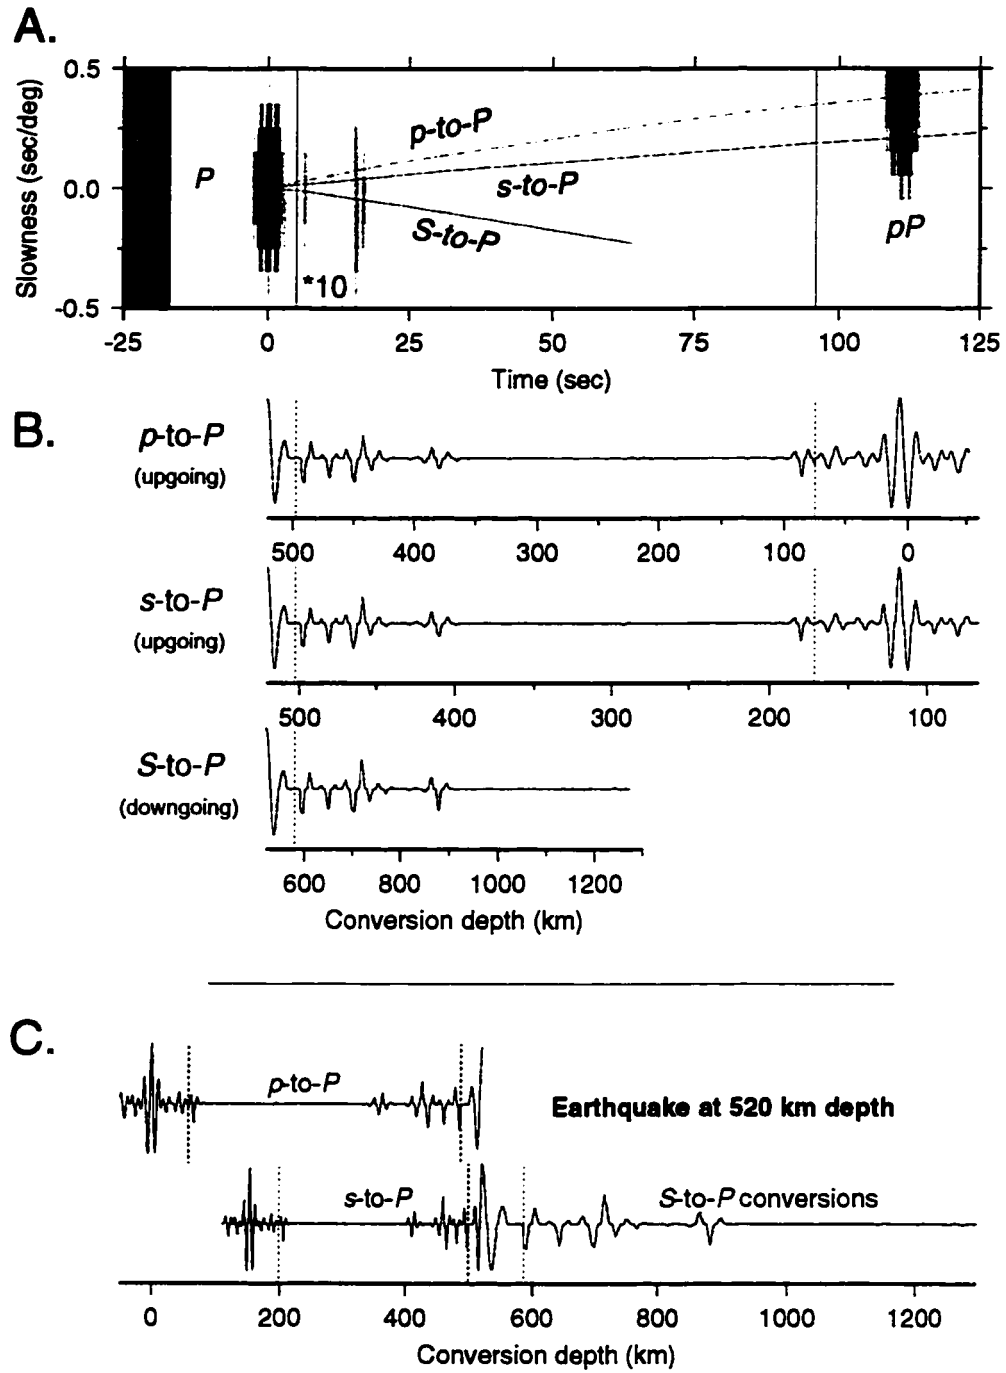 A.
0.5
0.0
-0.5
Slowness (sec/deg)
P
p-to-P
s-to-P
S-to-P
pP
*10
-25 0 25 50 75 100 125
Time (sec)
B.
p-to-P
(upgoing)
500 400 300 200 100 0
s-to-P
(upgoing)
500 400 300 200 100
S-to-P
(downgoing)
600 800 1000 1200
Conversion depth (km)
C.
p-to-P
Earthquake at 520 km depth
s-to-P
S-to-P conversions
0 200 400 600 800 1000 1200
Conversion depth (km)